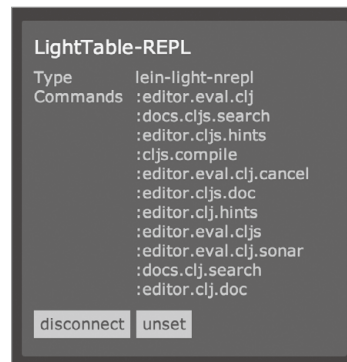 LightTable-REPL
Type lein-light-nrepl
Commands :editor.eval.clj
:docs.cljs.search
:editor.cljs.hints
:cljs.compile
:editor.eval.clj.cancel
:editor.cljs.doc
:editor.clj.hints
:editor.eval.cljs
:editor.eval.clj.sonar
:docs.clj.search
:editor.clj.doc
disconnect unset